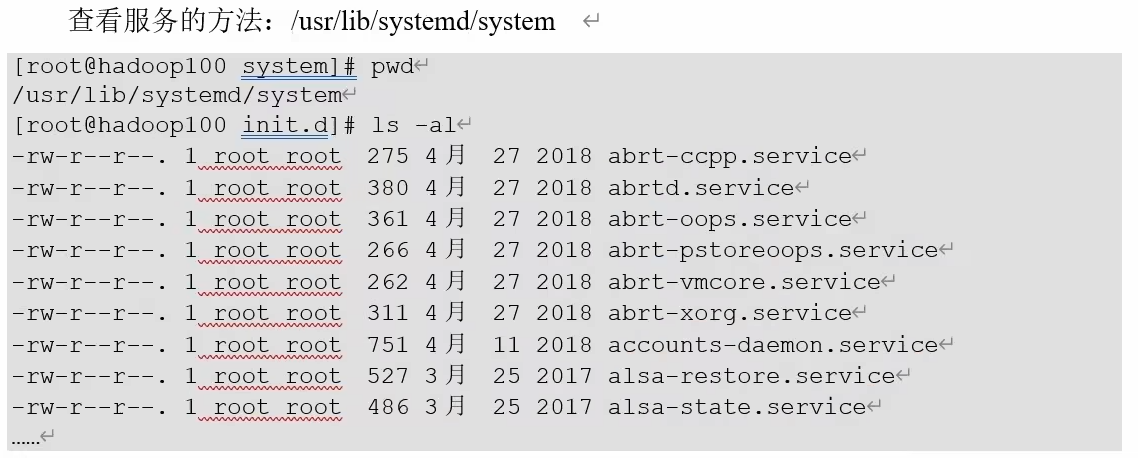 查看服务的方法：/usr/lib/systemd/system ↵
[root@hadoop100 system]# pwd↵
/usr/lib/systemd/system↵
[root@hadoop100 init.d]# ls -al↵
-rw-r--r--. 1 root root 275 4月 27 2018 abrt-ccpp.service↵
-rw-r--r--. 1 root root 380 4月 27 2018 abrtd.service↵
-rw-r--r--. 1 root root 361 4月 27 2018 abrt-oops.service↵
-rw-r--r--. 1 root root 266 4月 27 2018 abrt-pstoreoops.service↵
-rw-r--r--. 1 root root 262 4月 27 2018 abrt-vmcore.service↵
-rw-r--r--. 1 root root 311 4月 27 2018 abrt-xorg.service↵
-rw-r--r--. 1 root root 751 4月 11 2018 accounts-daemon.service↵
-rw-r--r--. 1 root root 527 3月 25 2017 alsa-restore.service↵
-rw-r--r--. 1 root root 486 3月 25 2017 alsa-state.service↵
……↵